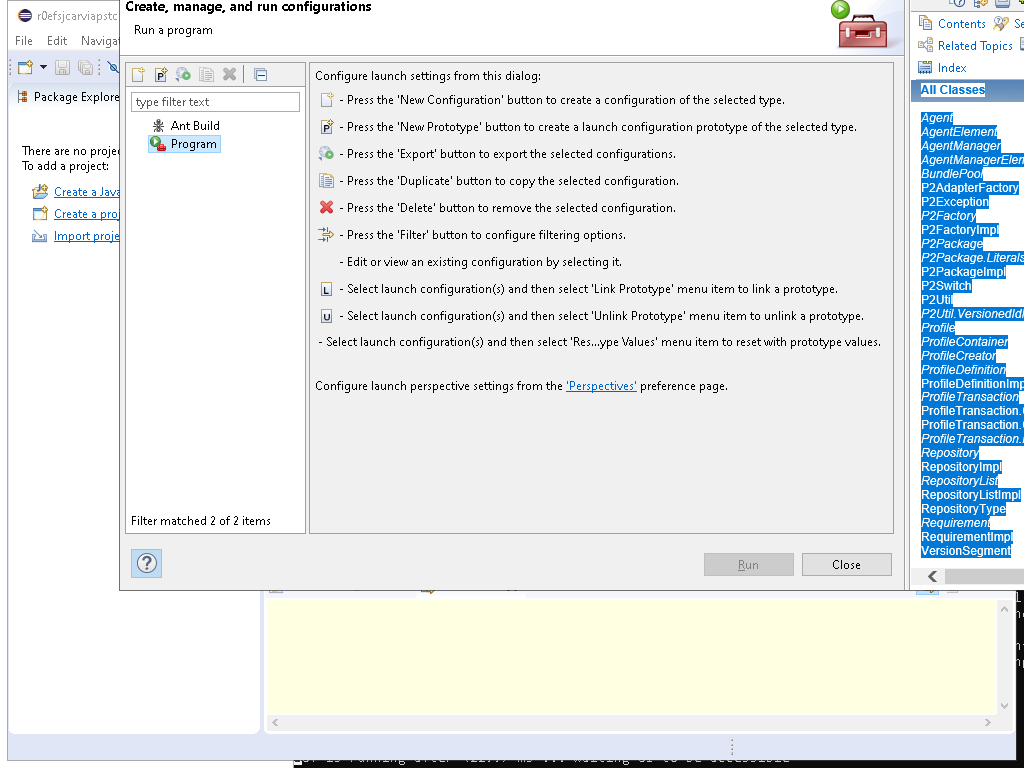 r0efsjcarviapstc
File Edit Naviga
Package Explore
There are no proje
To add a project:
Create a Java
Create a proj
Import proje
Create, manage, and run configurations
Run a program
type filter text
Ant Build
Program
Filter matched 2 of 2 items
Configure launch settings from this dialog:
- Press the 'New Configuration' button to create a configuration of the selected type.
- Press the 'New Prototype' button to create a launch configuration prototype of the selected type.
- Press the 'Export' button to export the selected configurations.
- Press the 'Duplicate' button to copy the selected configuration.
- Press the 'Delete' button to remove the selected configuration.
- Press the 'Filter' button to configure filtering options.
- Edit or view an existing configuration by selecting it.
L - Select launch configuration(s) and then select 'Link Prototype' menu item to link a prototype.
U - Select launch configuration(s) and then select 'Unlink Prototype' menu item to unlink a prototype.
- Select launch configuration(s) and then select 'Res...ype Values' menu item to reset with prototype values.
Configure launch perspective settings from the 'Perspectives' preference page.
?
Run
Close
Contents Se
Related Topics
Index
All Classes
Agent
AgentElement
AgentManager
AgentManagerElem
BundlePool
P2AdapterFactory
P2Exception
P2Factory
P2FactoryImpl
P2Package
P2Package.Literals
P2PackageImpl
P2Switch
P2Util
P2Util.VersionedId
Profile
ProfileContainer
ProfileCreator
ProfileDefinition
ProfileDefinitionImp
ProfileTransaction
ProfileTransaction.
ProfileTransaction.
ProfileTransaction.
Repository
RepositoryImpl
RepositoryList
RepositoryListImpl
RepositoryType
Requirement
RequirementImpl
VersionSegment